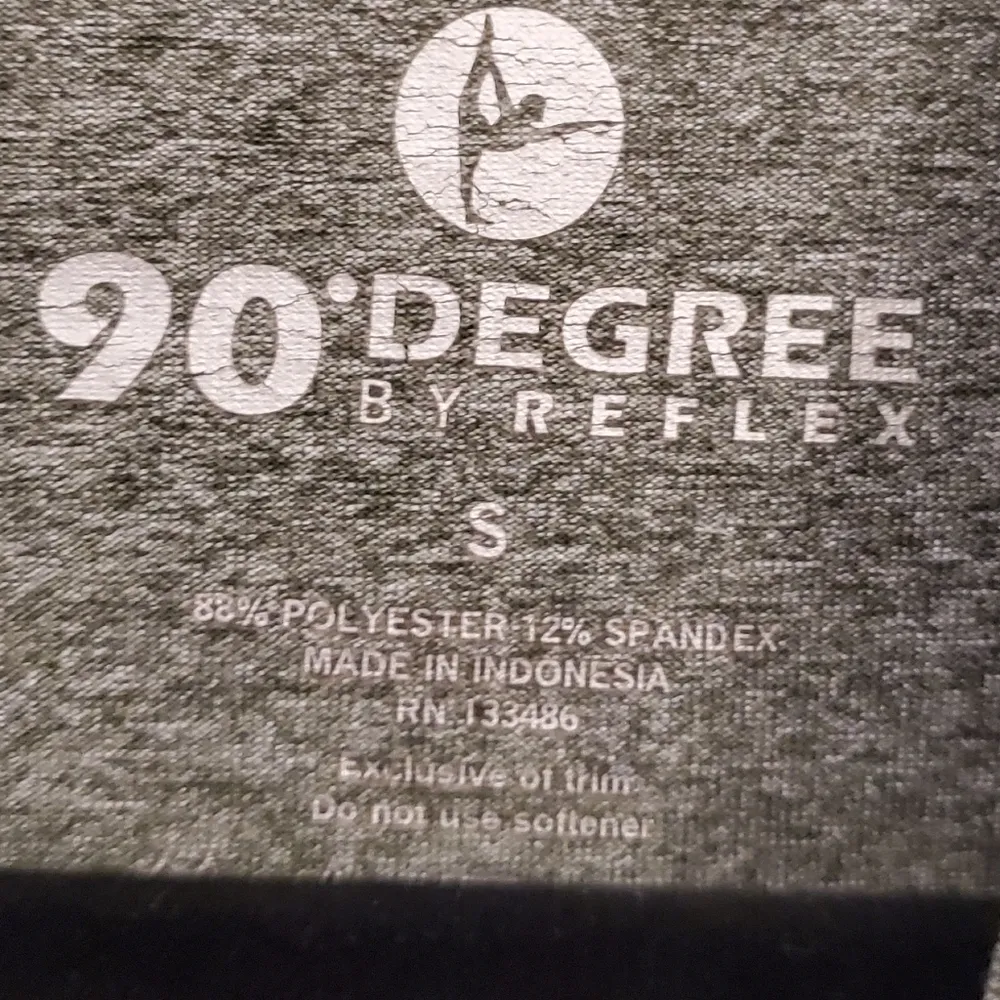 90° DEGREE
BY REFLEX
S
88% POLYESTER 12% SPANDEX
MADE IN INDONESIA
RN 133486
Exclusive of trim
Do not use softener